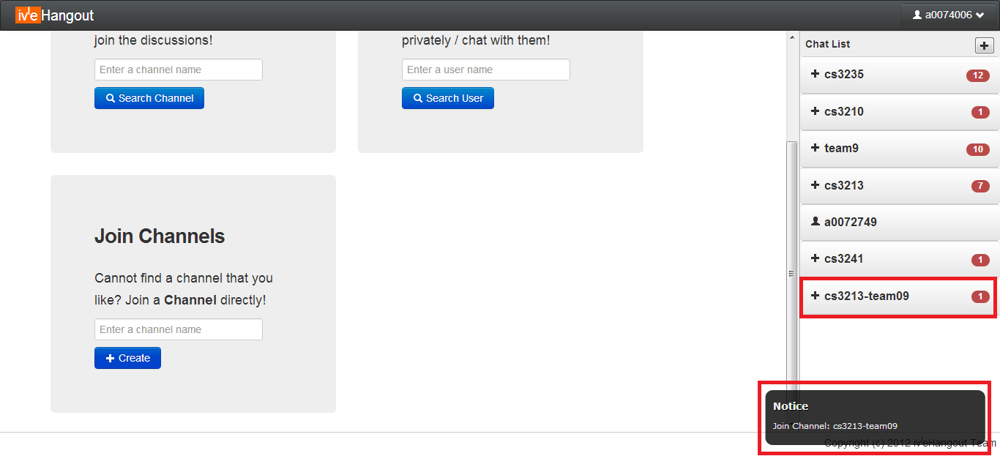 iv'e Hangout
a0074006
join the discussions!
Enter a channel name
Search Channel
privately / chat with them!
Enter a user name
Search User
Join Channels
Cannot find a channel that you
like? Join a Channel directly!
Enter a channel name
Create
Chat List
cs3235 12
cs3210 1
team9 10
cs3213 7
a0072749
cs3241 1
cs3213-team09 1
Notice
Join Channel: cs3213-team09
Copyright (c) 2012 iv'eHangout Team